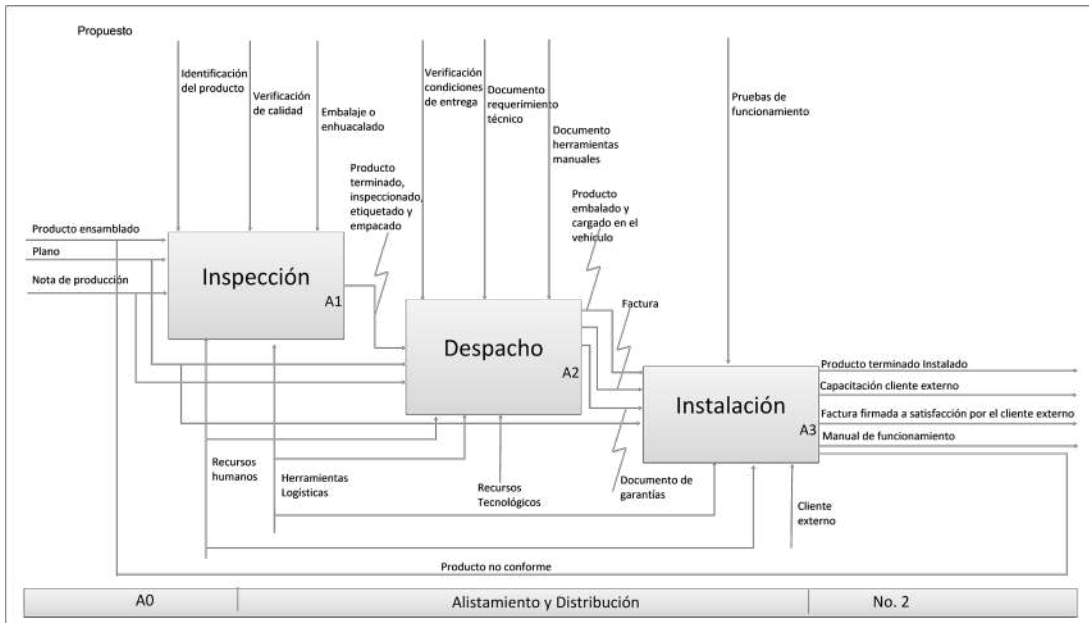 Propuesto
Identificación
del producto
Verificación
de calidad
Embalaje o
enhuacalado
Verificación
condiciones
de entrega
Documento
requerimiento
técnico
Documento
herramientas
manuales
Pruebas de
funcionamiento
Producto
terminado,
inspeccionado,
etiquetado y
empacado
Producto
embalado y
cargado en el
vehículo
Producto ensamblado
Plano
Nota de producción
Inspección
A1
Despacho
A2
Factura
Instalación
A3
Producto terminado Instalado
Capacitación cliente externo
Factura firmada a satisfacción por el cliente externo
Manual de funcionamiento
Recursos
humanos
Herramientas
Logísticas
Recursos
Tecnológicos
Documento de
garantías
Cliente
externo
Producto no conforme
A0
Alistamiento y Distribución
No. 2